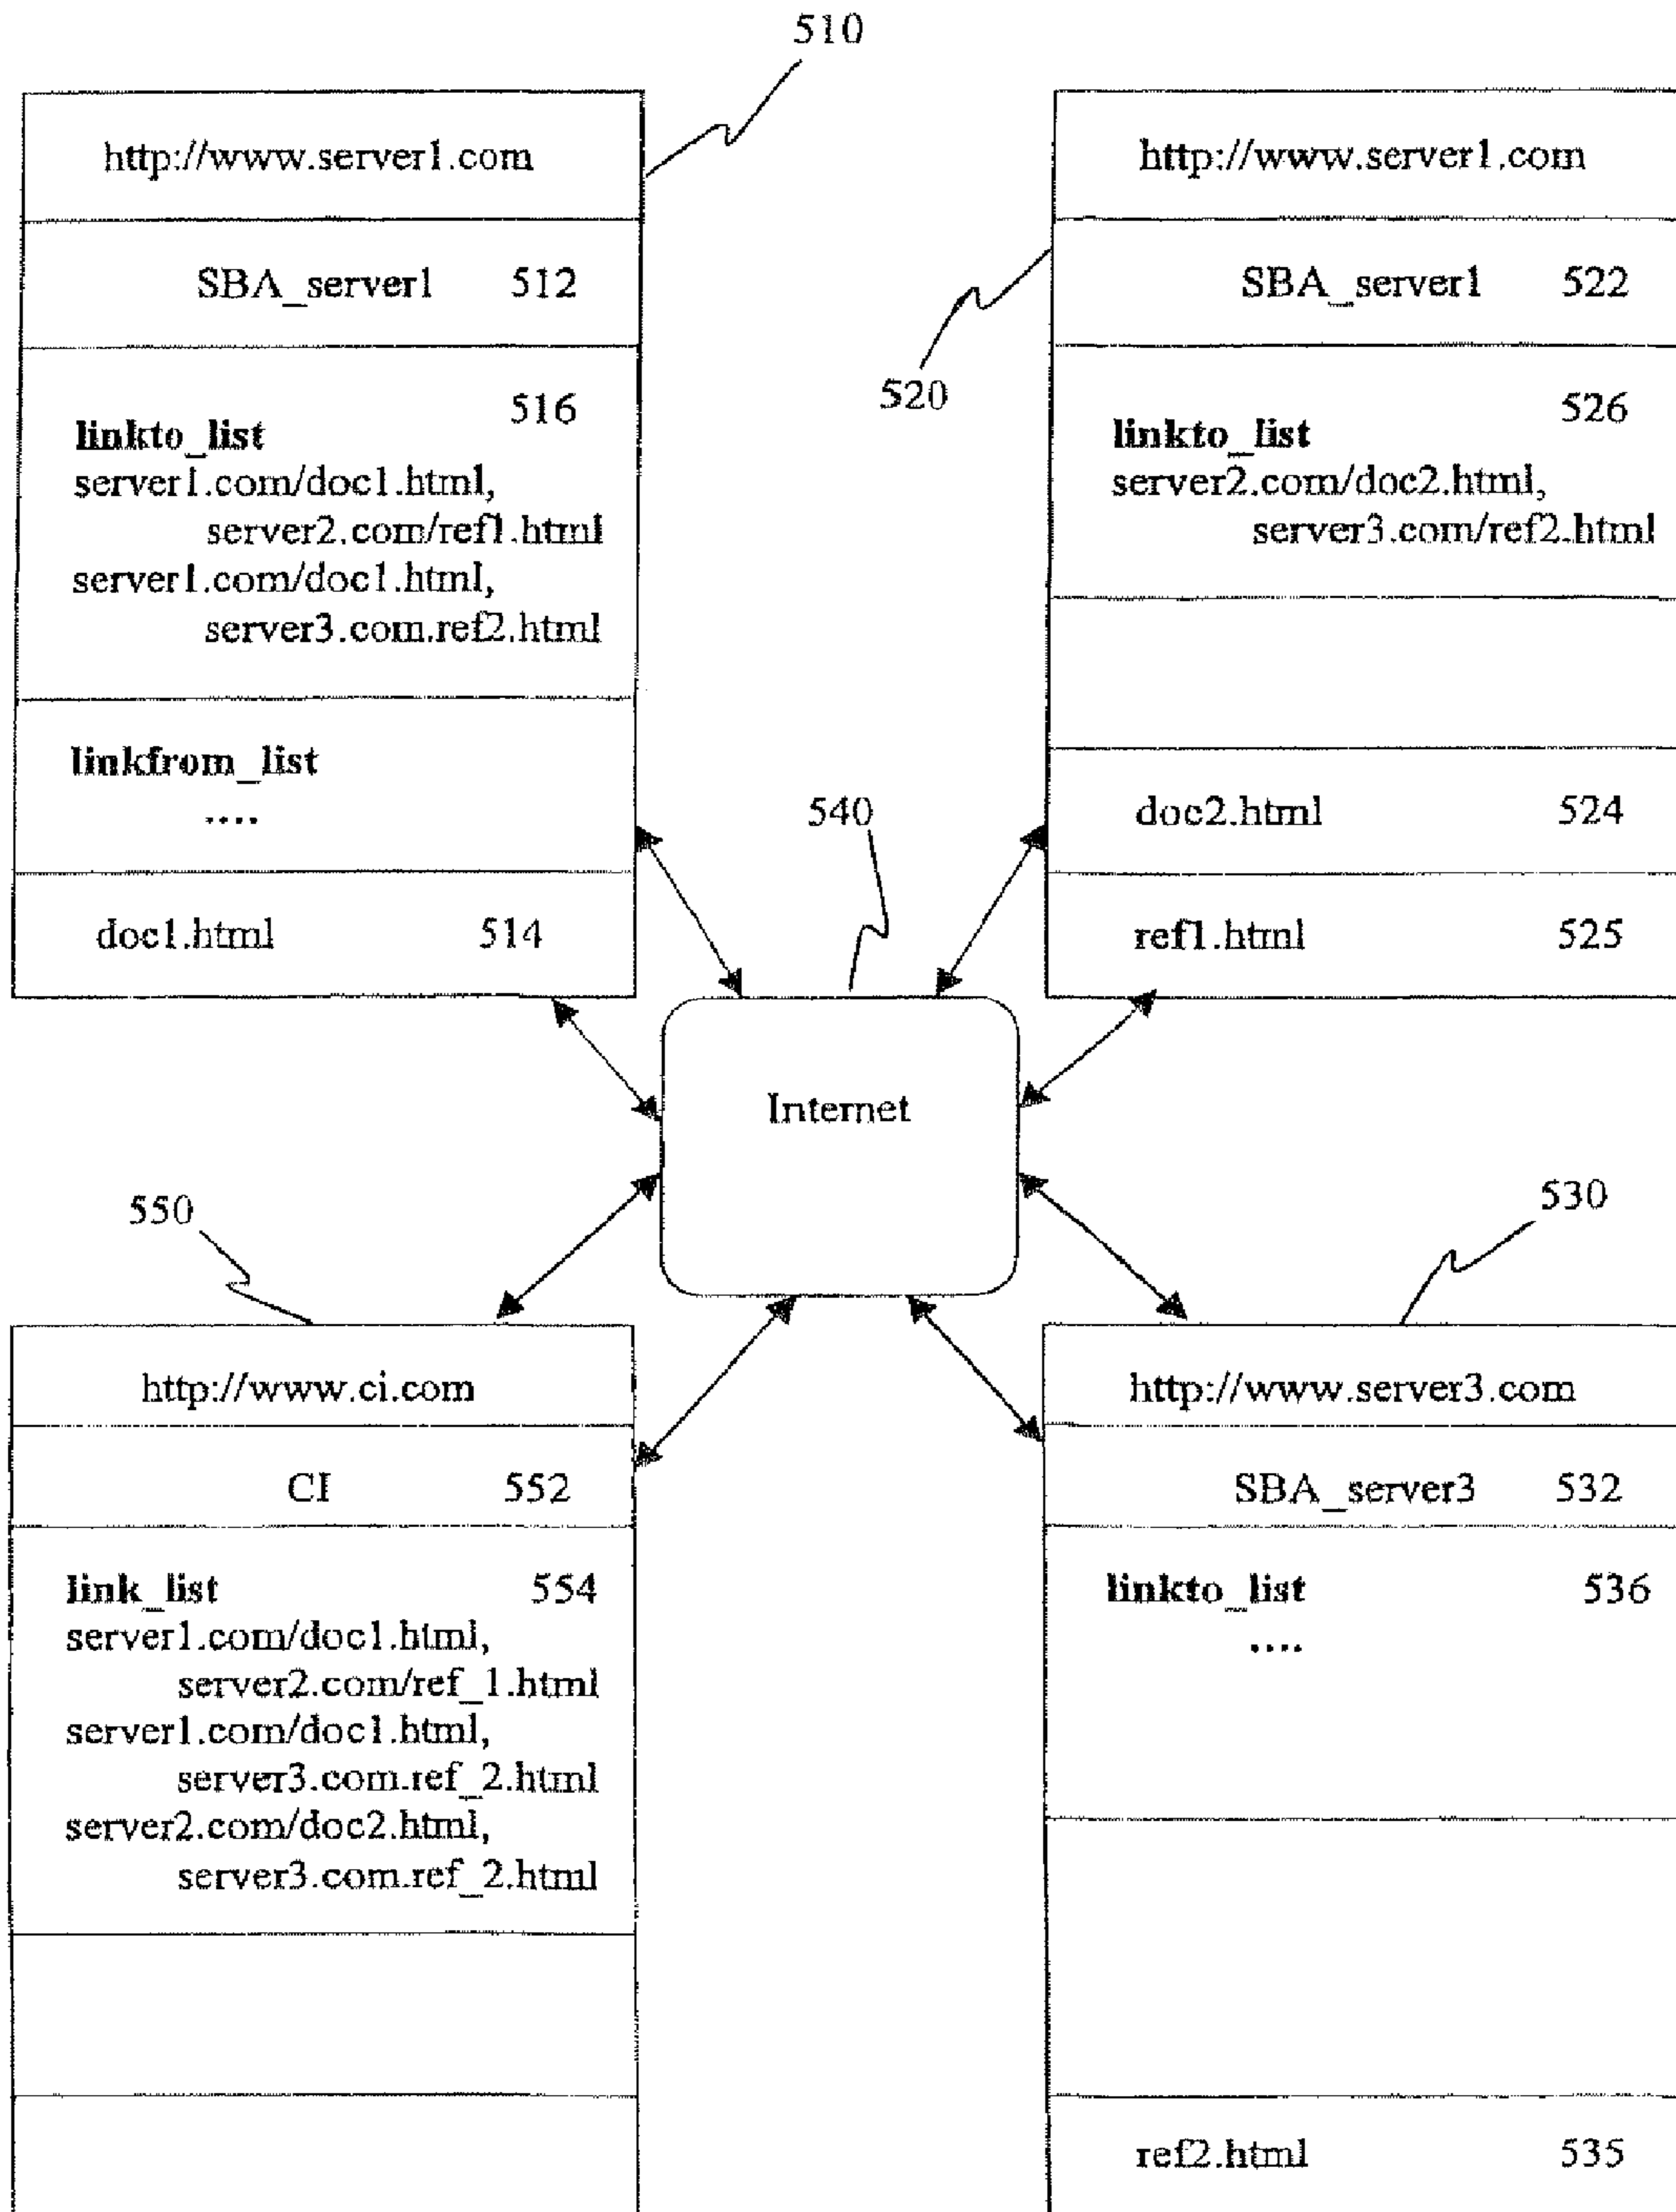 510
http://www.server1.com
SBA_server1 512
516
linkto_list
server1.com/doc1.html,
server2.com/ref1.html
server1.com/doc1.html,
server3.com.ref2.html
linkfrom_list
....
doc1.html 514
http://www.server1.com
SBA_server1 522
520
526
linkto_list
server2.com/doc2.html,
server3.com/ref2.html
doc2.html 524
ref1.html 525
540
Internet
550
http://www.ci.com
CI 552
link_list 554
server1.com/doc1.html,
server2.com/ref_1.html
server1.com/doc1.html,
server3.com.ref_2.html
server2.com/doc2.html,
server3.com.ref_2.html
530
http://www.server3.com
SBA_server3 532
linkto_list 536
....
ref2.html 535